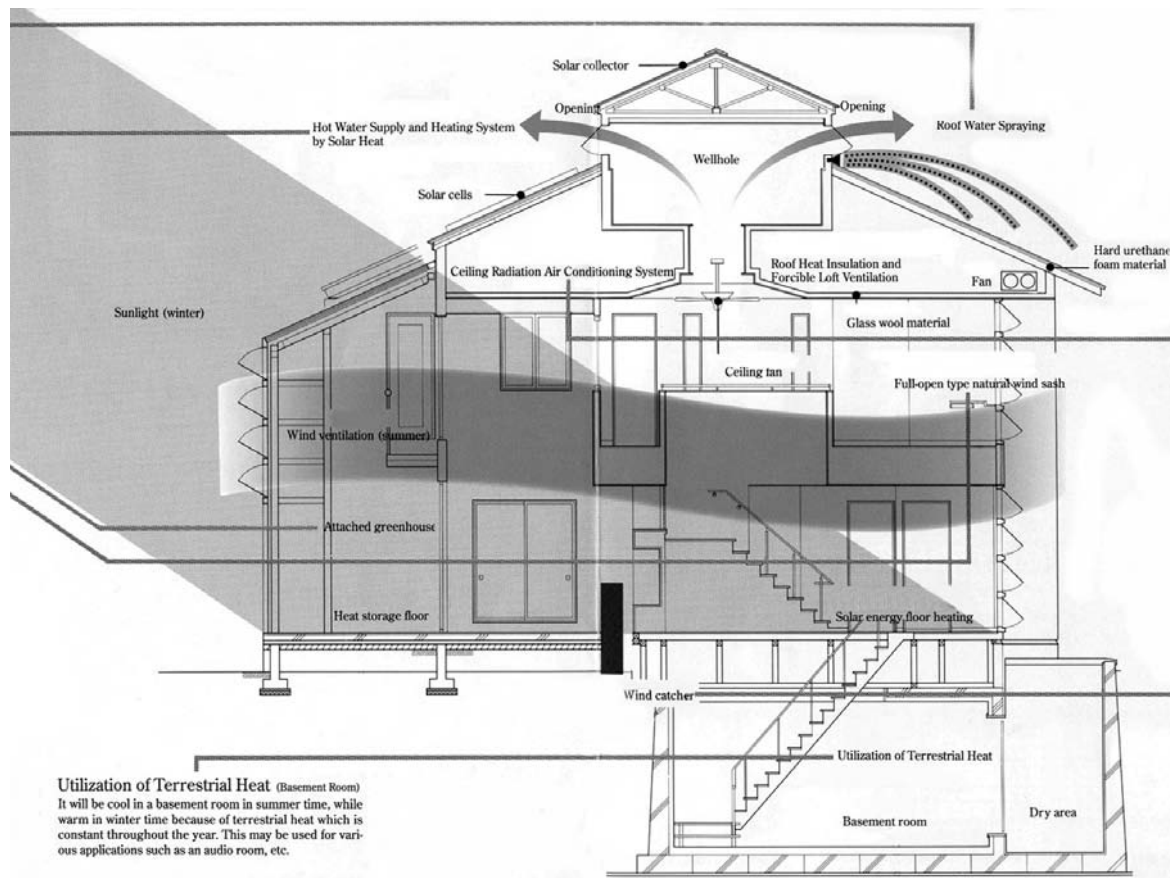 Solar collector
Opening
Opening
Hot Water Supply and Heating System
by Solar Heat
Wellhole
Roof Water Spraying
Solar cells
Hard urethane
foam material
Ceiling Radiation Air Conditioning System
Roof Heat Insulation and
Forcible Loft Ventilation
Fan
Sunlight (winter)
Glass wool material
Ceiling fan
Full-open type natural wind sash
Wind ventilation (summer)
Attached greenhouse
Heat storage floor
Solar energy floor heating
Wind catcher
Utilization of Terrestrial Heat
Utilization of Terrestrial Heat (Basement Room)
It will be cool in a basement room in summer time, while
warm in winter time because of terrestrial heat which is
constant throughout the year. This may be used for vari-
ous applications such as an audio room, etc.
Basement room
Dry area